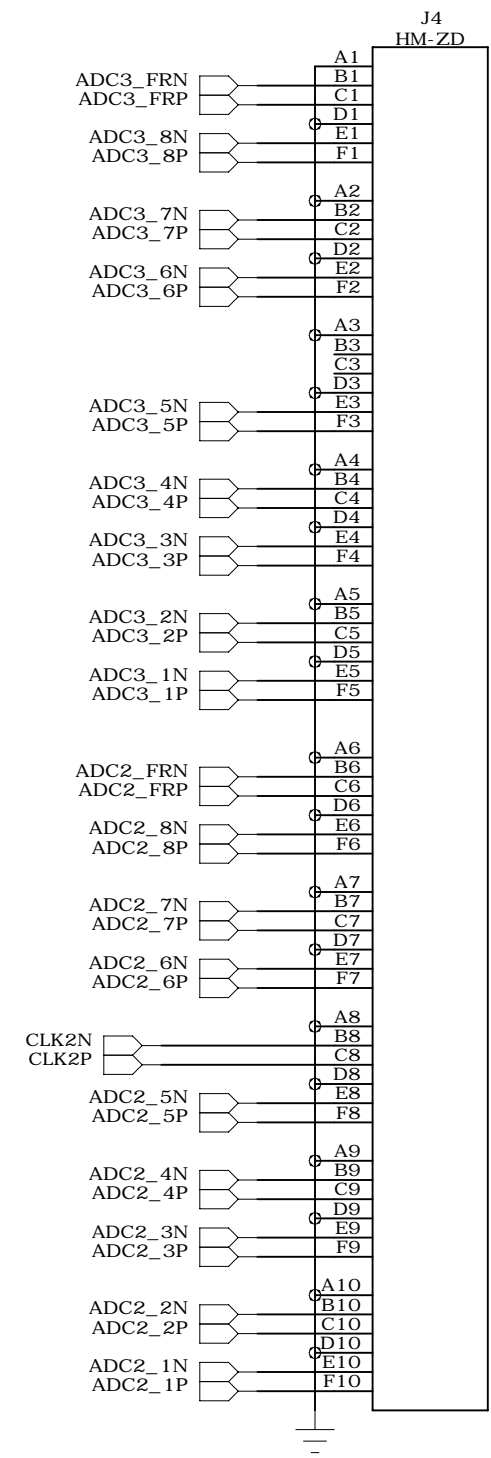 J4
HM-ZD
A1
ADC3_FRN B1
ADC3_FRP C1
D1
ADC3_8N E1
ADC3_8P F1
A2
ADC3_7N B2
ADC3_7P C2
D2
ADC3_6N E2
ADC3_6P F2
A3
B3
C3
D3
ADC3_5N E3
ADC3_5P F3
A4
ADC3_4N B4
ADC3_4P C4
D4
ADC3_3N E4
ADC3_3P F4
A5
ADC3_2N B5
ADC3_2P C5
D5
ADC3_1N E5
ADC3_1P F5
A6
ADC2_FRN B6
ADC2_FRP C6
D6
ADC2_8N E6
ADC2_8P F6
A7
ADC2_7N B7
ADC2_7P C7
D7
ADC2_6N E7
ADC2_6P F7
A8
CLK2N B8
CLK2P C8
D8
ADC2_5N E8
ADC2_5P F8
A9
ADC2_4N B9
ADC2_4P C9
D9
ADC2_3N E9
ADC2_3P F9
A10
ADC2_2N B10
ADC2_2P C10
D10
ADC2_1N E10
ADC2_1P F10